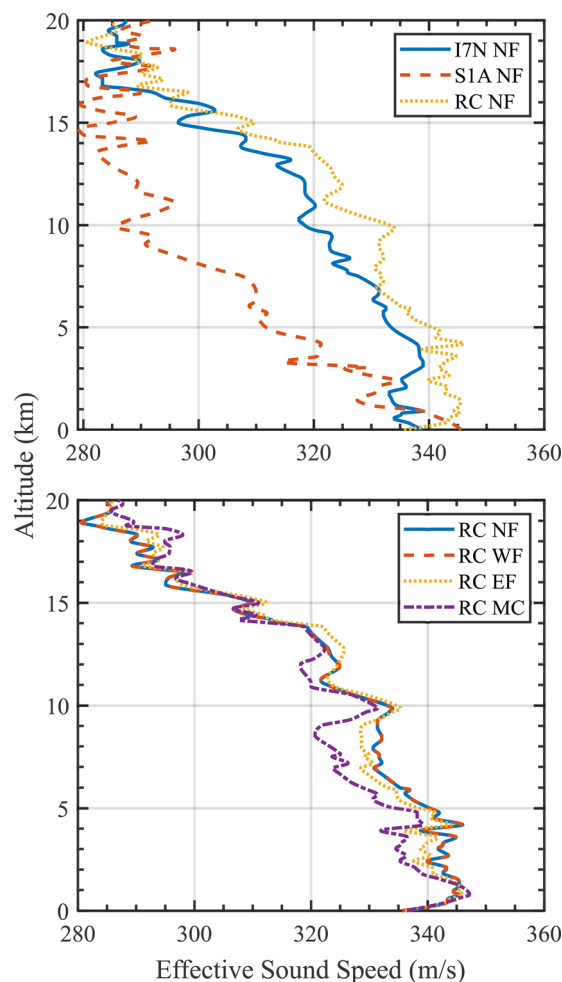 20
15
10
5
0
I7N NF
S1A NF
RC NF
280
300
320
340
360
Altitude (km)
20
15
10
5
0
RC NF
RC WF
RC EF
RC MC
280
300
320
340
360
Effective Sound Speed (m/s)